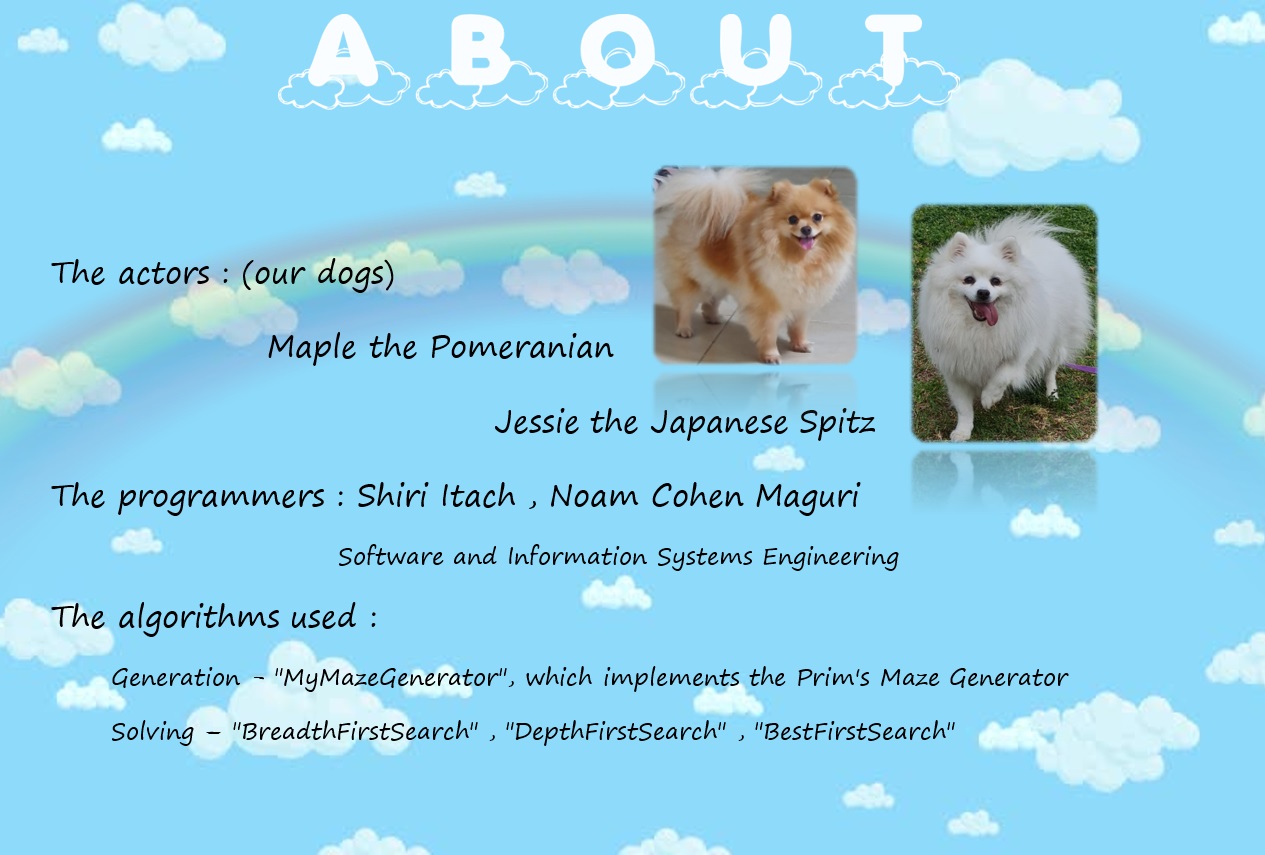 ABOUT
The actors : (our dogs)
Maple the Pomeranian
Jessie the Japanese Spitz
The programmers : Shiri Itach , Noam Cohen Maguri
Software and Information Systems Engineering
The algorithms used :
Generation - "MyMazeGenerator", which implements the Prim's Maze Generator
Solving – "BreadthFirstSearch" , "DepthFirstSearch" , "BestFirstSearch"